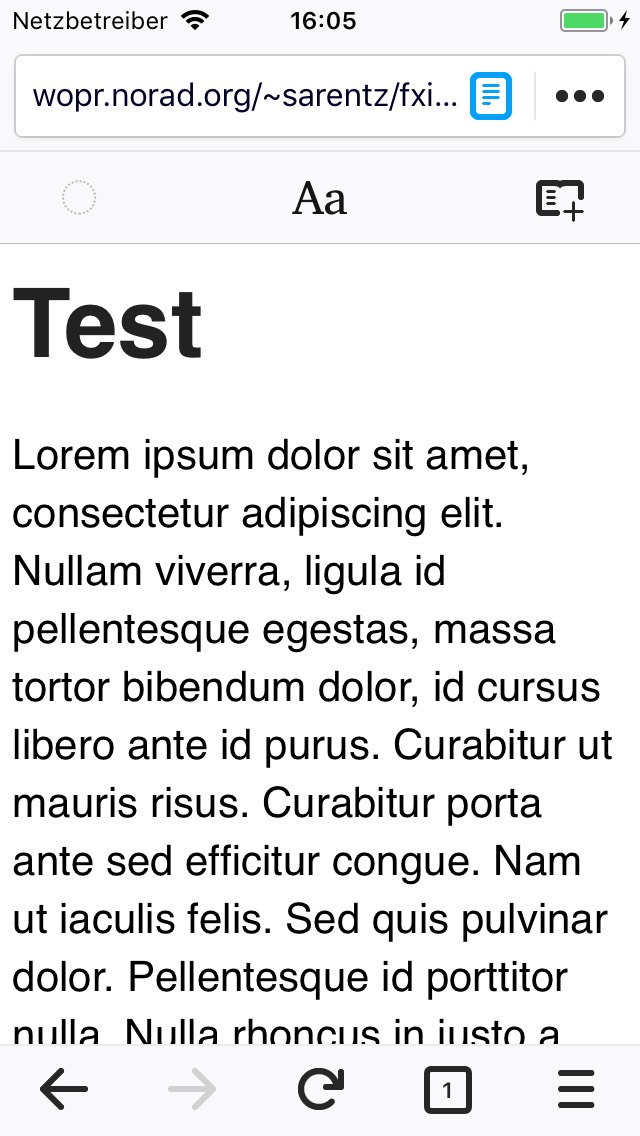 Netzbetreiber 16:05
wopr.norad.org/~sarentz/fxi...
Aa
Test
Lorem ipsum dolor sit amet,
consectetur adipiscing elit.
Nullam viverra, ligula id
pellentesque egestas, massa
tortor bibendum dolor, id cursus
libero ante id purus. Curabitur ut
mauris risus. Curabitur porta
ante sed efficitur congue. Nam
ut iaculis felis. Sed quis pulvinar
dolor. Pellentesque id porttitor
nulla. Nulla rhoncus in justo a
1